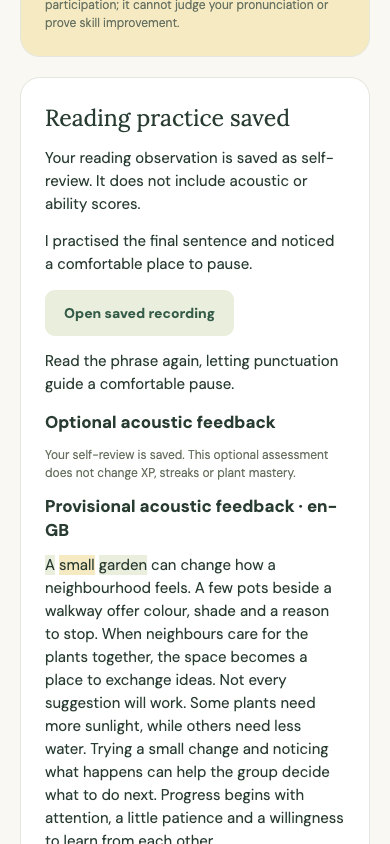 participation; it cannot judge your pronunciation or
prove skill improvement.
Reading practice saved
Your reading observation is saved as self-
review. It does not include acoustic or
ability scores.
I practised the final sentence and noticed
a comfortable place to pause.
Open saved recording
Read the phrase again, letting punctuation
guide a comfortable pause.
Optional acoustic feedback
Your self-review is saved. This optional assessment
does not change XP, streaks or plant mastery.
Provisional acoustic feedback · en-
GB
A small garden can change how a
neighbourhood feels. A few pots beside a
walkway offer colour, shade and a reason
to stop. When neighbours care for the
plants together, the space becomes a
place to exchange ideas. Not every
suggestion will work. Some plants need
more sunlight, while others need less
water. Trying a small change and noticing
what happens can help the group decide
what to do next. Progress begins with
attention, a little patience and a willingness
to learn from each other.